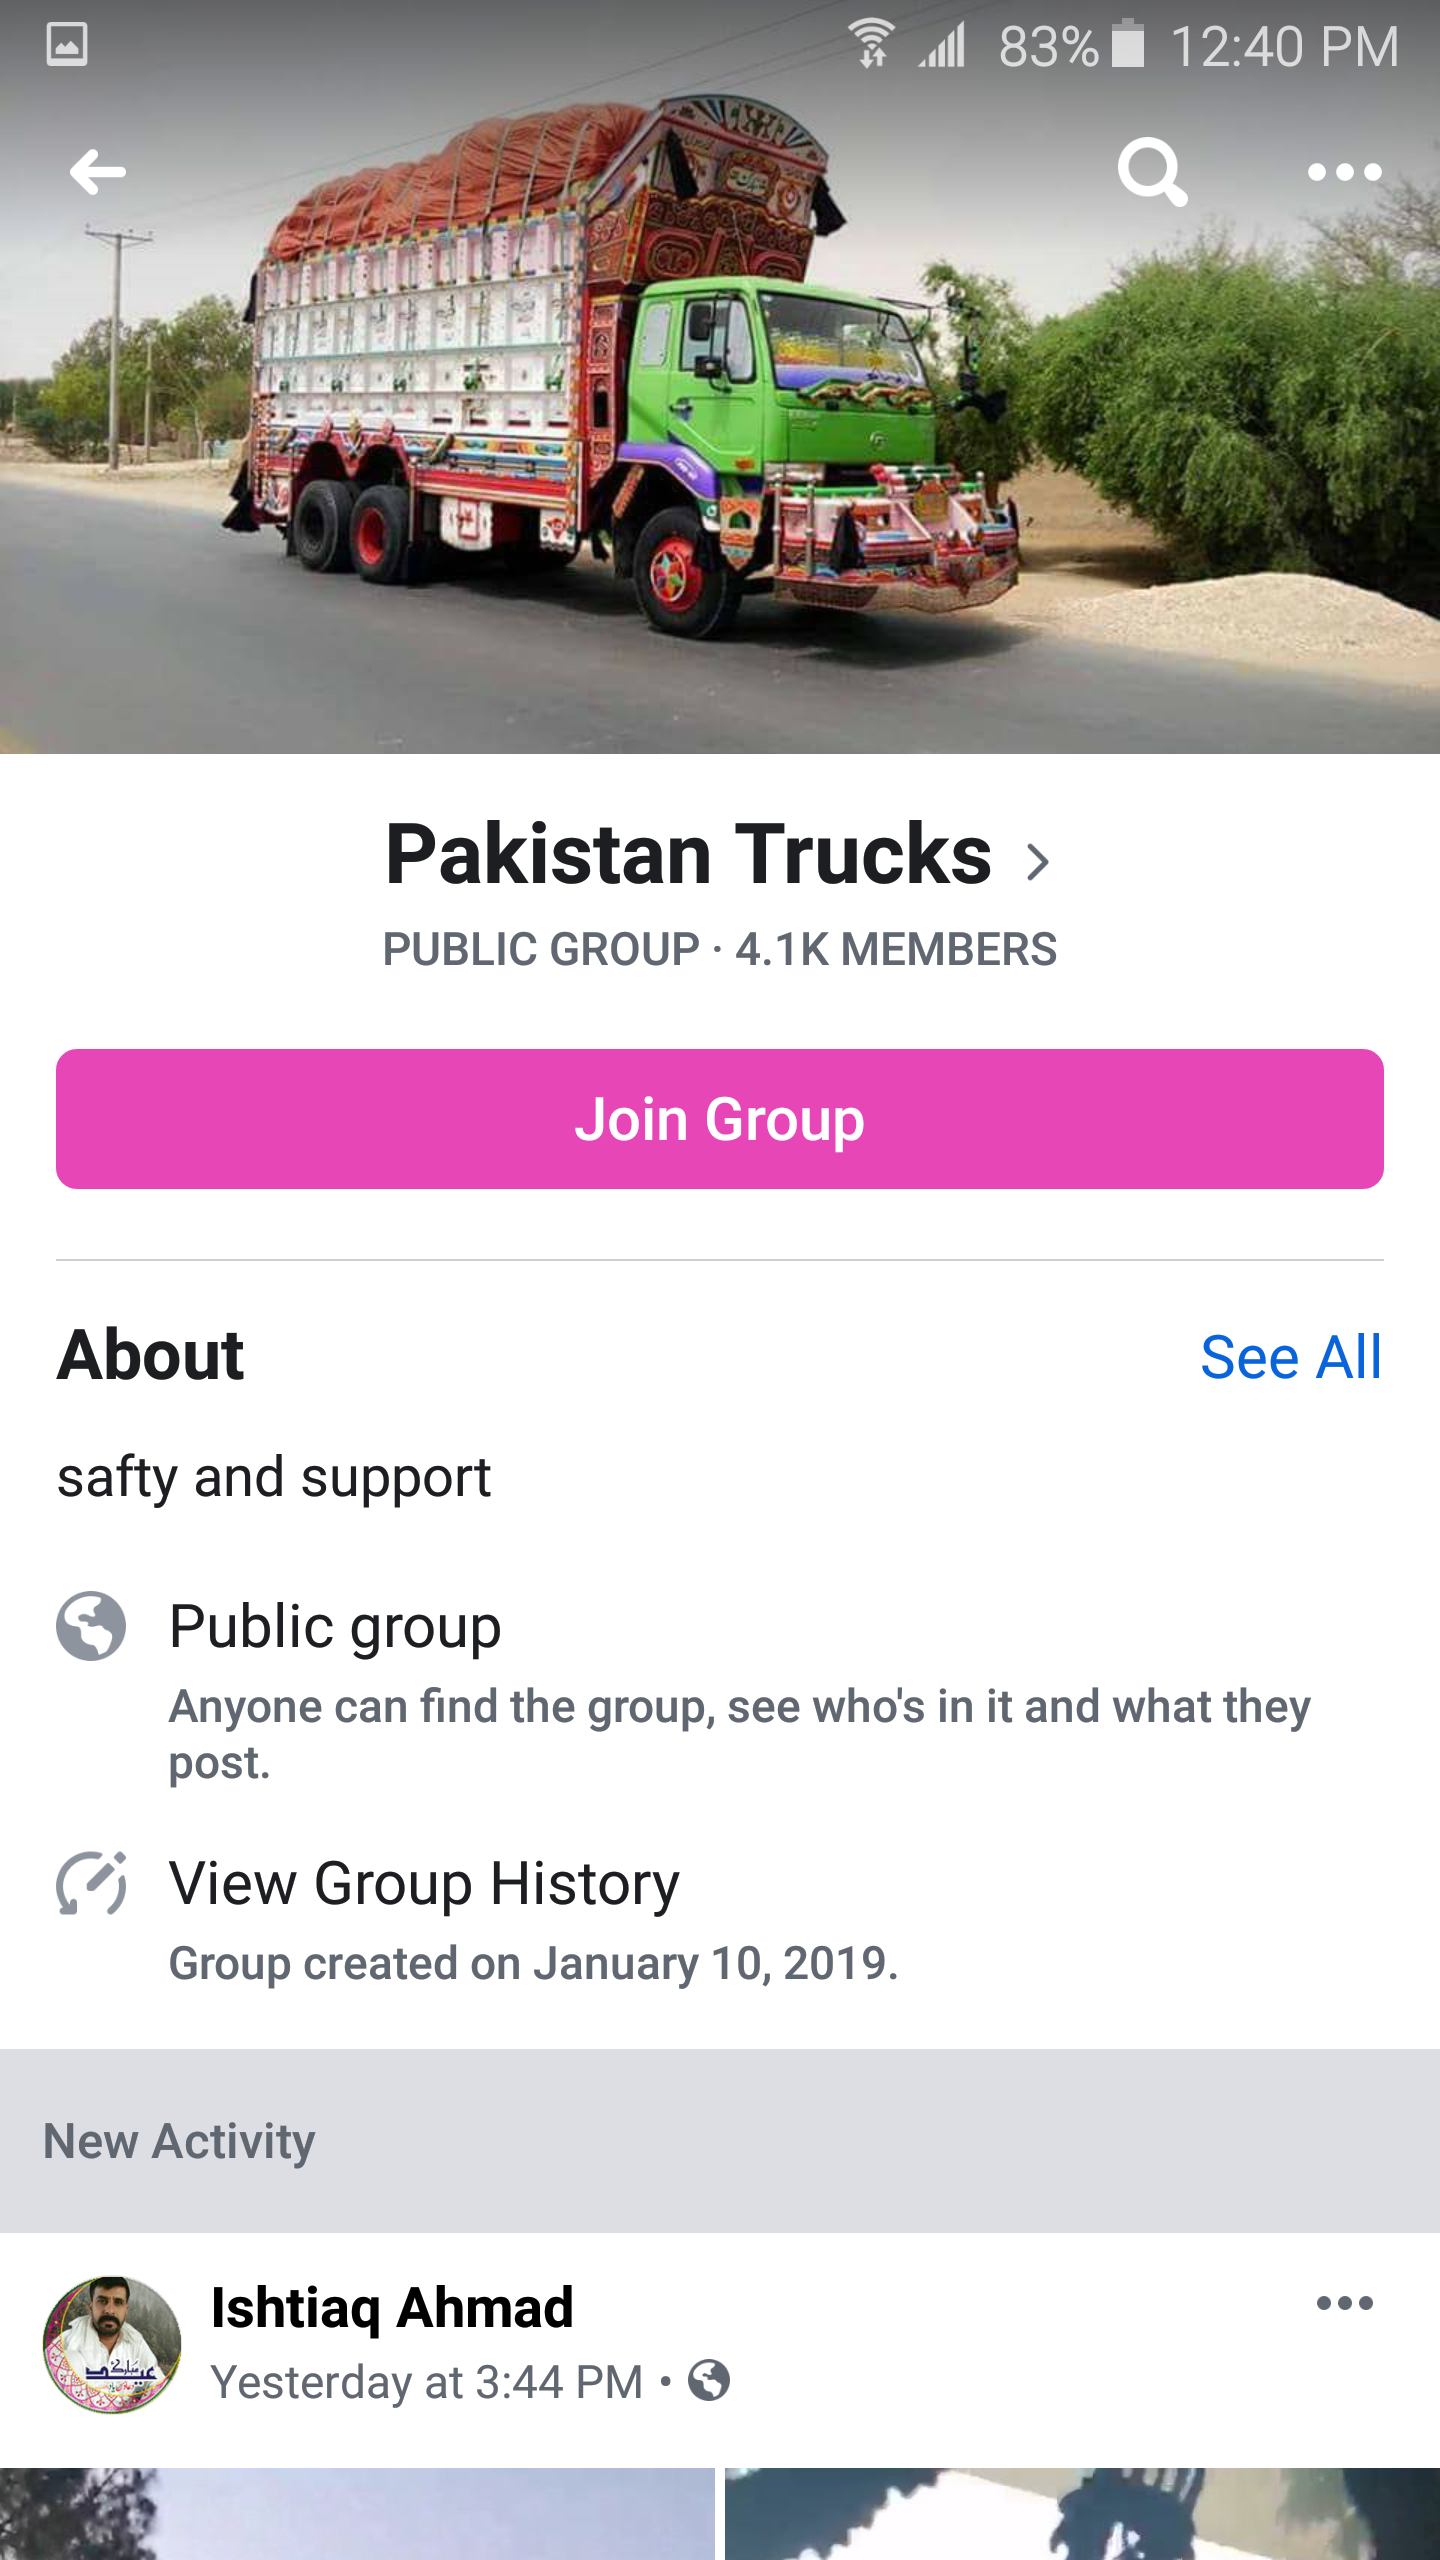 83% 12:40 PM
Pakistan Trucks
PUBLIC GROUP · 4.1K MEMBERS
Join Group
About
See All
safty and support
Public group
Anyone can find the group, see who's in it and what they
post.
View Group History
Group created on January 10, 2019.
New Activity
Ishtiaq Ahmad
Yesterday at 3:44 PM •
عید مبارک